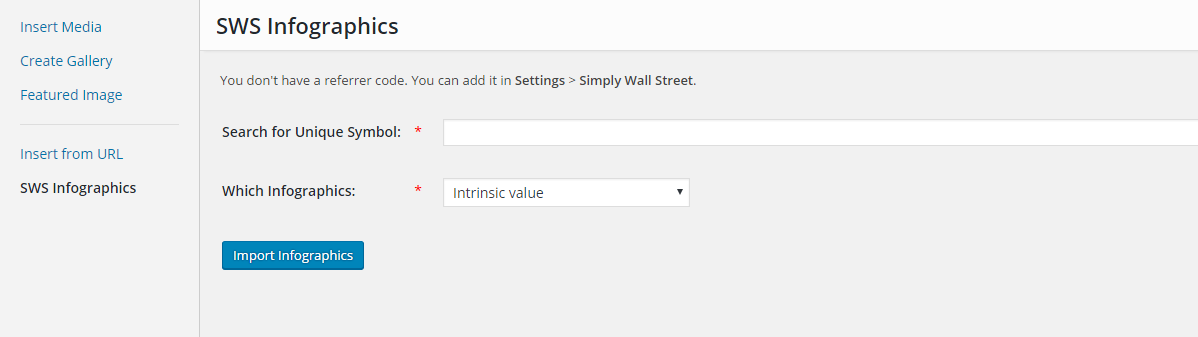 Insert Media
Create Gallery
Featured Image
Insert from URL
SWS Infographics
SWS Infographics
You don't have a referrer code. You can add it in Settings > Simply Wall Street.
Search for Unique Symbol: *
Which Infographics: * Intrinsic value
Import Infographics